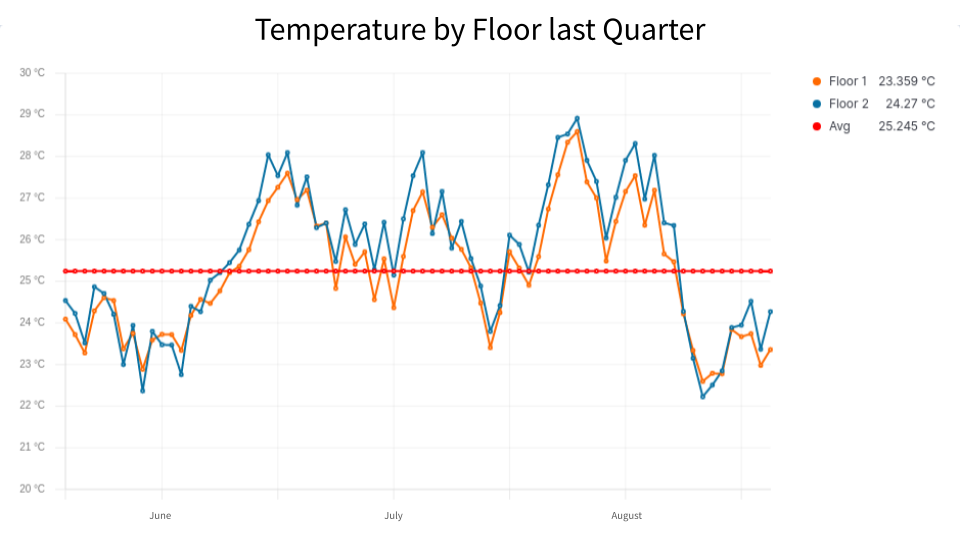 Temperature by Floor last Quarter
30 °C
29 °C
28 °C
27 °C
26 °C
25 °C
24 °C
23 °C
22 °C
21 °C
20 °C
June July August
Floor 1 23.359 °C
Floor 2 24.27 °C
Avg 25.245 °C